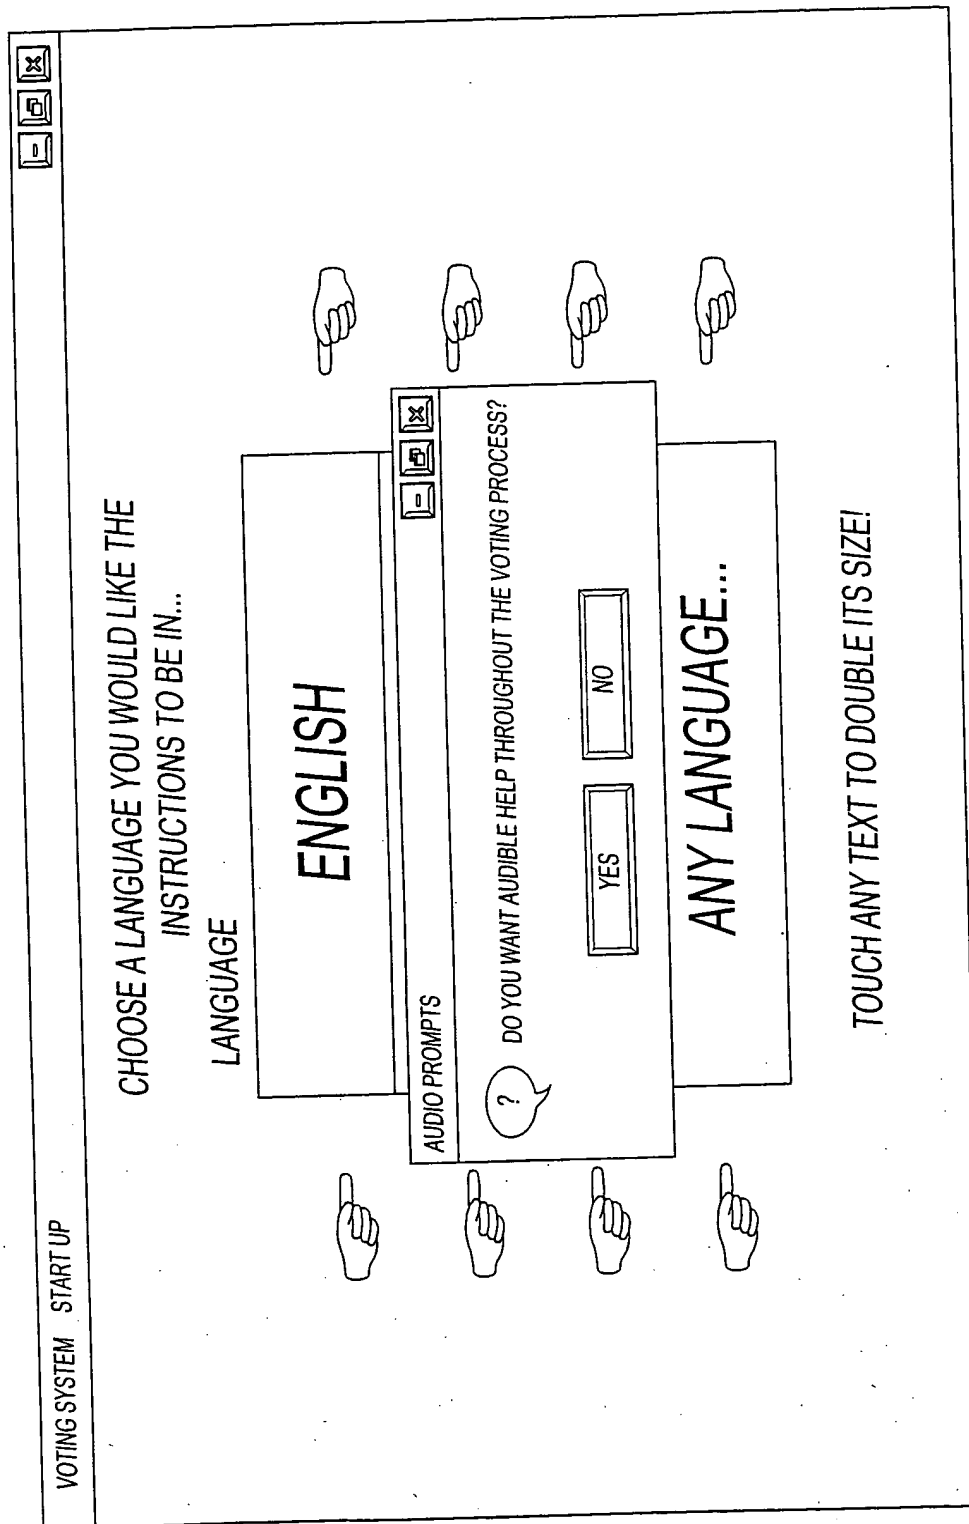 VOTING SYSTEM START UP
CHOOSE A LANGUAGE YOU WOULD LIKE THE
INSTRUCTIONS TO BE IN...
LANGUAGE
ENGLISH
AUDIO PROMPTS
? DO YOU WANT AUDIBLE HELP THROUGHOUT THE VOTING PROCESS?
YES NO
ANY LANGUAGE...
TOUCH ANY TEXT TO DOUBLE ITS SIZE!